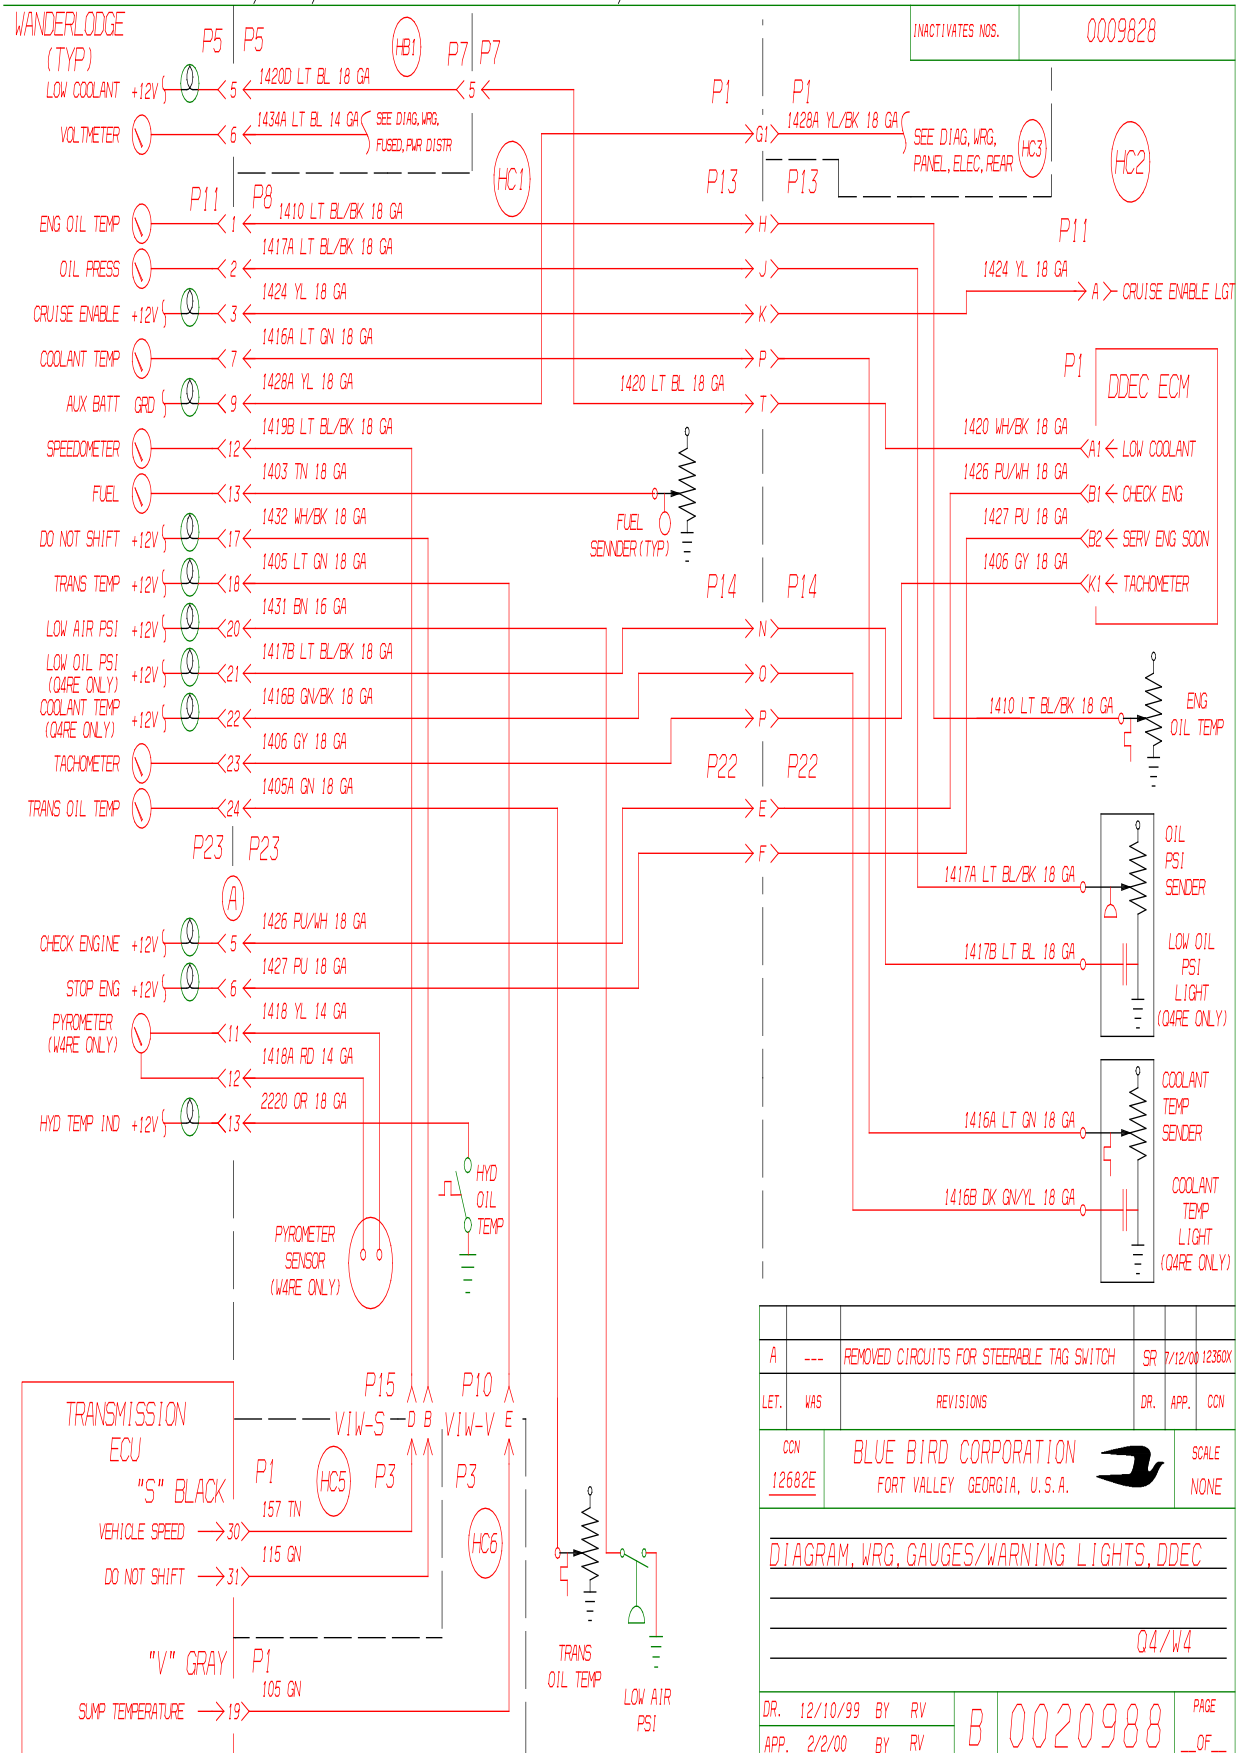 WANDERLODGE
(TYP)
P5 P5
HB1
P7 P7
INACTIVATES NOS.
0009828
LOW COOLANT +12V 5 1420D LT BL 18 GA 5
P1 P1
VOLTMETER 6 1434A LT BL 14 GA SEE DIAG,WRG,
FUSED,PWR DISTR
G1 1428A YL/BK 18 GA SEE DIAG,WRG,
PANEL,ELEC,REAR
HC3
HC2
HC1
P11 P8
P13 P13
ENG OIL TEMP 1 1410 LT BL/BK 18 GA H
P11
OIL PRESS 2 1417A LT BL/BK 18 GA J
1424 YL 18 GA A CRUISE ENABLE LGT
CRUISE ENABLE +12V 3 1424 YL 18 GA K
COOLANT TEMP 7 1416A LT GN 18 GA P
P1
DDEC ECM
AUX BATT GRD 9 1428A YL 18 GA 1420 LT BL 18 GA T
SPEEDOMETER 12 1419B LT BL/BK 18 GA
1420 WH/BK 18 GA A1 LOW COOLANT
FUEL 13 1403 TN 18 GA
1426 PU/WH 18 GA B1 CHECK ENG
FUEL
SENNDER(TYP)
DO NOT SHIFT +12V 17 1432 WH/BK 18 GA
1427 PU 18 GA B2 SERV ENG SOON
TRANS TEMP +12V 18 1405 LT GN 18 GA
1406 GY 18 GA K1 TACHOMETER
P14 P14
LOW AIR PSI +12V 20 1431 BN 16 GA N
LOW OIL PSI
(Q4RE ONLY) +12V 21 1417B LT BL/BK 18 GA O
COOLANT TEMP
(Q4RE ONLY) +12V 22 1416B GN/BK 18 GA P
1410 LT BL/BK 18 GA ENG
OIL TEMP
TACHOMETER 23 1406 GY 18 GA
P22 P22
TRANS OIL TEMP 24 1405A GN 18 GA E
P23 P23
F
A
1417A LT BL/BK 18 GA OIL
PSI
SENDER
CHECK ENGINE +12V 5 1426 PU/WH 18 GA
1417B LT BL 18 GA LOW OIL
PSI
LIGHT
(Q4RE ONLY)
STOP ENG +12V 6 1427 PU 18 GA
PYROMETER
(W4RE ONLY) 11 1418 YL 14 GA
12 1418A RD 14 GA
HYD TEMP IND +12V 13 2220 OR 18 GA
1416A LT GN 18 GA COOLANT
TEMP
SENDER
HYD
OIL
TEMP
1416B DK GN/YL 18 GA COOLANT
TEMP
LIGHT
(Q4RE ONLY)
PYROMETER
SENSOR
(W4RE ONLY)
A --- REMOVED CIRCUITS FOR STEERABLE TAG SWITCH SR 7/12/00 12360X
LET. WAS REVISIONS DR. APP. CCN
P15 P10
VIW-S D B VIW-V E
TRANSMISSION
ECU
P1 HC5 P3 P3
"S" BLACK
HC6
VEHICLE SPEED 30 157 TN
DO NOT SHIFT 31 115 GN
CCN
12682E
BLUE BIRD CORPORATION
FORT VALLEY GEORGIA, U.S.A.
SCALE
NONE
DIAGRAM,WRG,GAUGES/WARNING LIGHTS,DDEC
Q4/W4
"V" GRAY P1
SUMP TEMPERATURE 19 105 GN
TRANS
OIL TEMP
LOW AIR
PSI
DR. 12/10/99 BY RV
APP. 2/2/00 BY RV
B 0020988
PAGE
__OF__